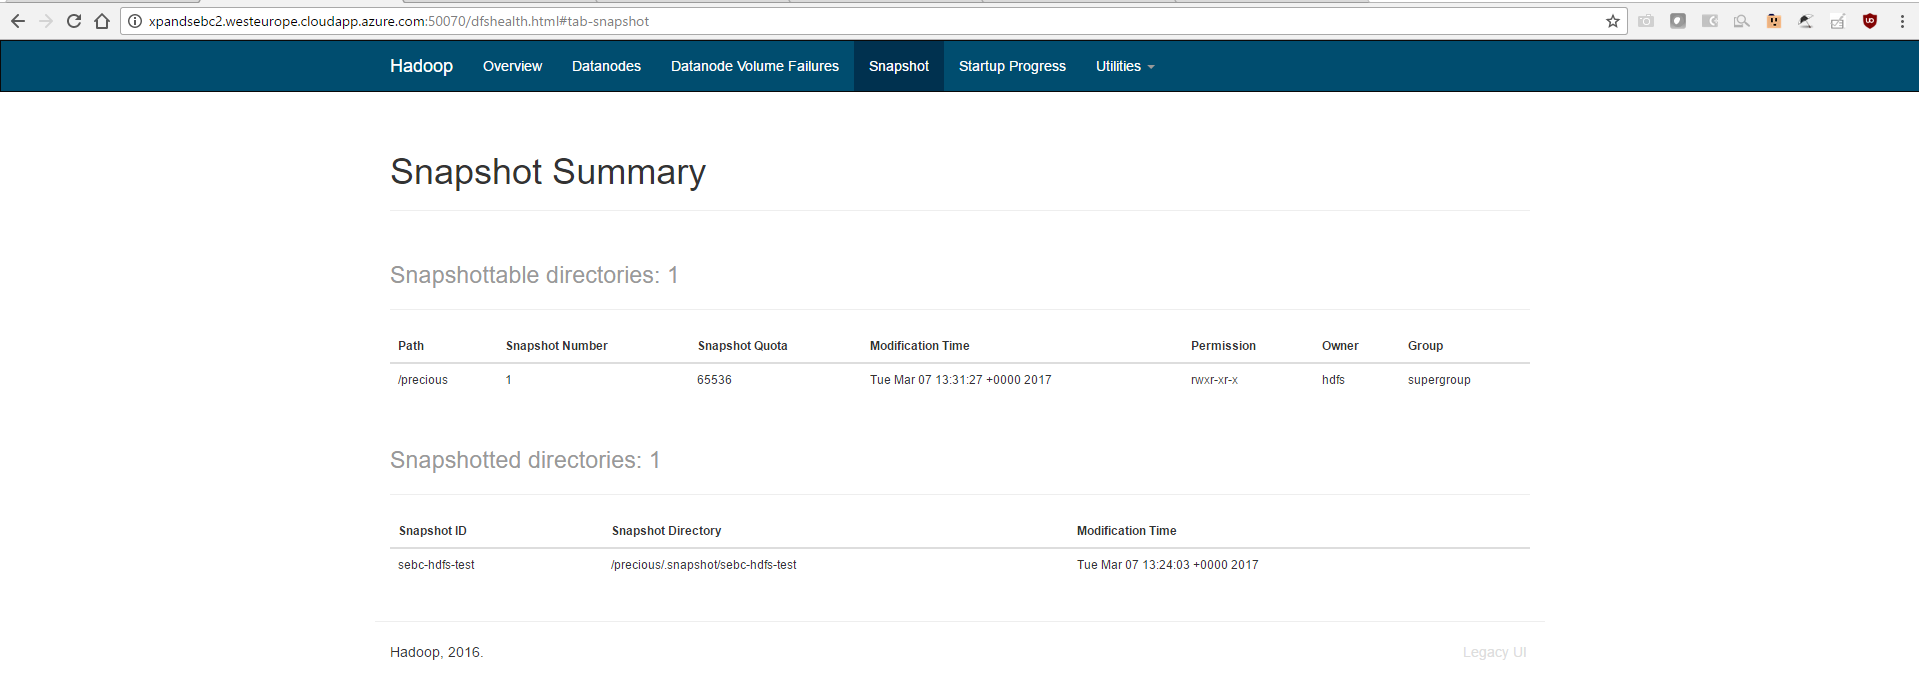 xpandsebc2.westeurope.cloudapp.azure.com:50070/dfshealth.html#tab-snapshot
Hadoop Overview Datanodes Datanode Volume Failures Snapshot Startup Progress Utilities
Snapshot Summary
Snapshottable directories: 1
Path Snapshot Number Snapshot Quota Modification Time Permission Owner Group
/precious 1 65536 Tue Mar 07 13:31:27 +0000 2017 rwxr-xr-x hdfs supergroup
Snapshotted directories: 1
Snapshot ID Snapshot Directory Modification Time
sebc-hdfs-test /precious/.snapshot/sebc-hdfs-test Tue Mar 07 13:24:03 +0000 2017
Hadoop, 2016. Legacy UI